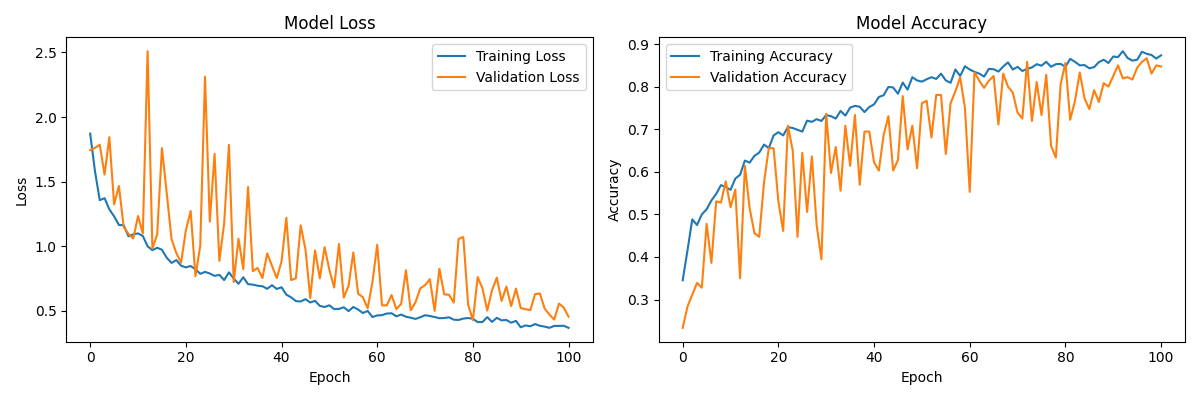 Model Loss
Training Loss
Validation Loss
2.5
2.0
1.5
1.0
0.5
Loss
0 20 40 60 80 100
Epoch
Model Accuracy
Training Accuracy
Validation Accuracy
0.9
0.8
0.7
0.6
0.5
0.4
0.3
Accuracy
0 20 40 60 80 100
Epoch